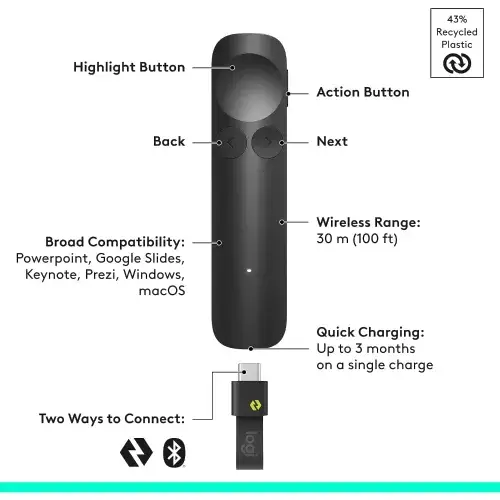 43%
Recycled
Plastic
Highlight Button
Action Button
Back
Next
Wireless Range:
30 m (100 ft)
Broad Compatibility:
Powerpoint, Google Slides,
Keynote, Prezi, Windows,
macOS
Quick Charging:
Up to 3 months
on a single charge
Two Ways to Connect:
logi